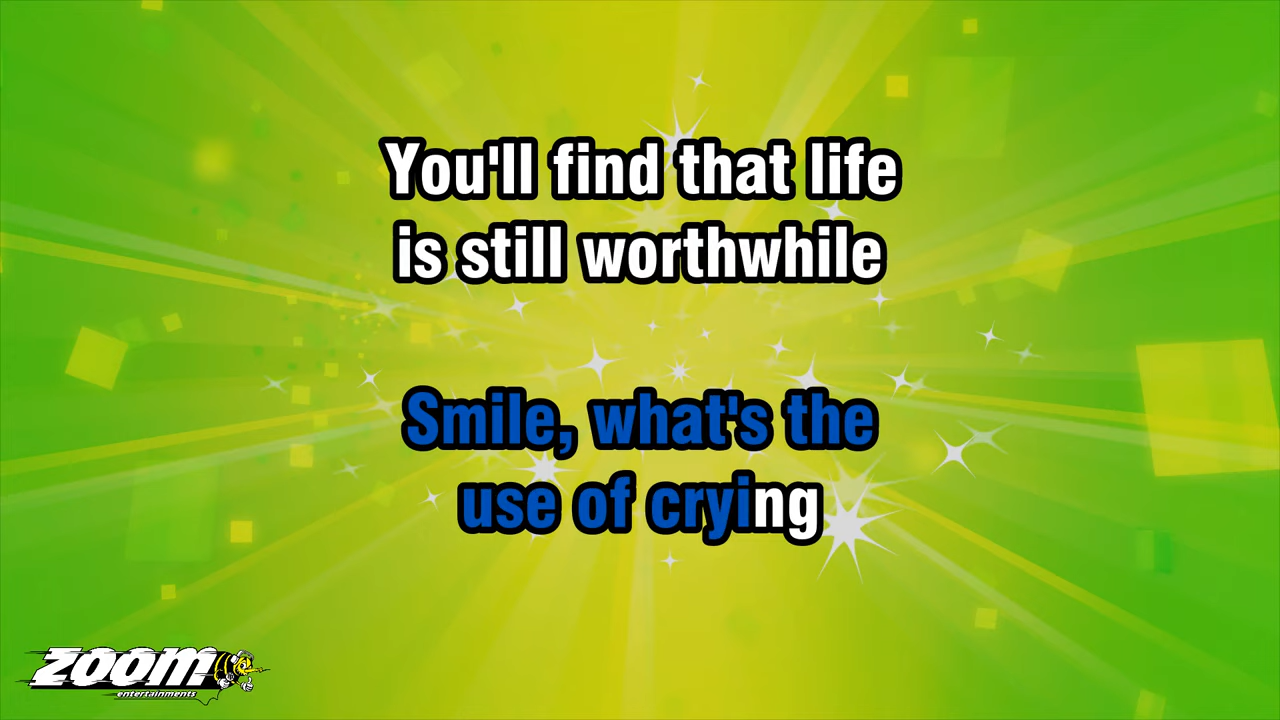 You'll find that life
is still worthwhile
Smile, what's the
use of crying
zoom
entertainments